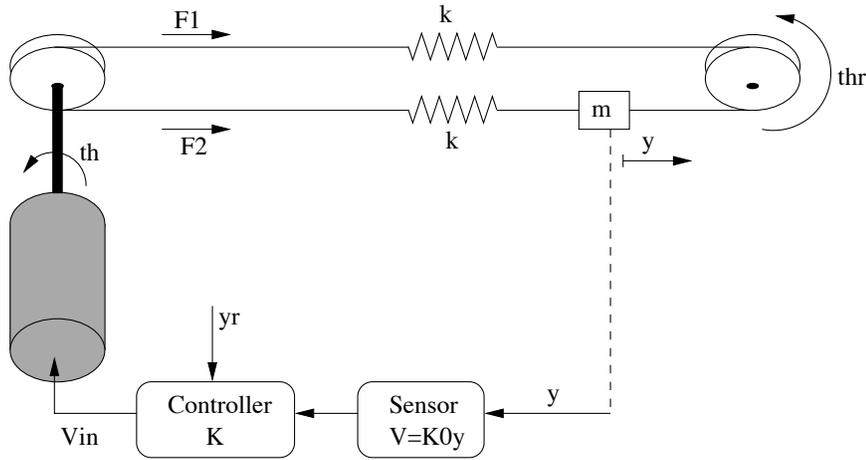 F1
k
thr
m
F2
k
y
th
yr
Controller
K
Sensor
V=K0y
y
Vin